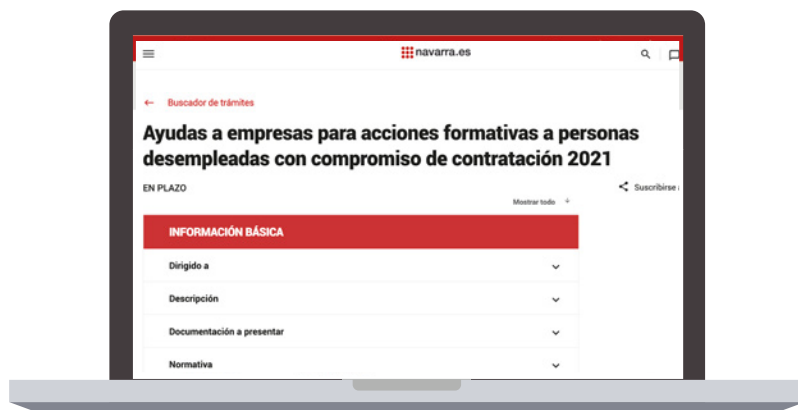 navarra.es
← Buscador de trámites
Ayudas a empresas para acciones formativas a personas
desempleadas con compromiso de contratación 2021
EN PLAZO
Suscribirse
Mostrar todo
INFORMACIÓN BÁSICA
Dirigido a
Descripción
Documentación a presentar
Normativa